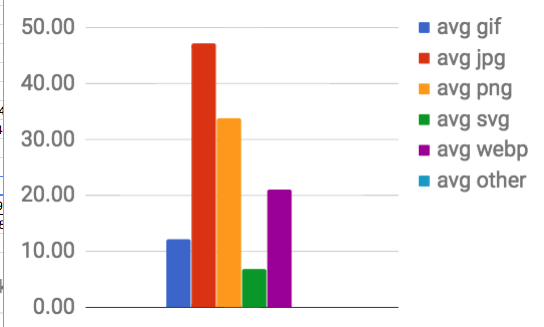 50.00
40.00
30.00
20.00
10.00
0.00
avg gif
avg jpg
avg png
avg svg
avg webp
avg other